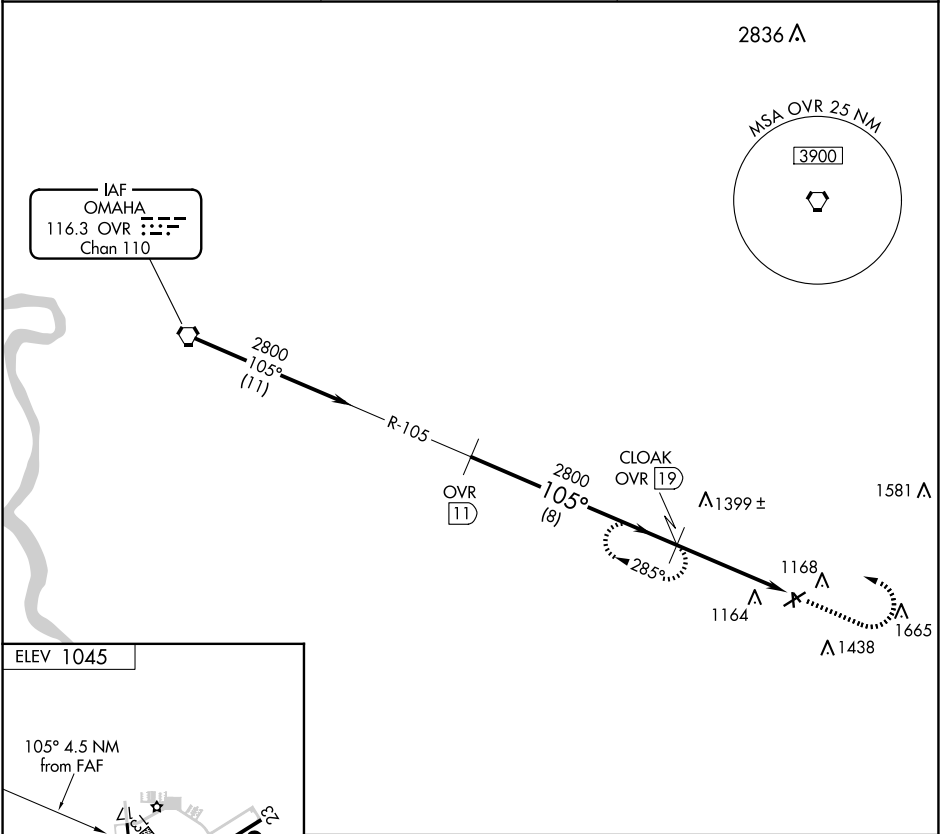 2836
MSA OVR 25 NM
3900
IAF
OMAHA
116.3 OVR
Chan 110
2800
105°
(11)
R-105
OVR
11
2800
105°
(8)
CLOAK
OVR 19
1399 ±
1581
285°
1168
1164
1665
1438
ELEV 1045
105° 4.5 NM
from FAF
17
23